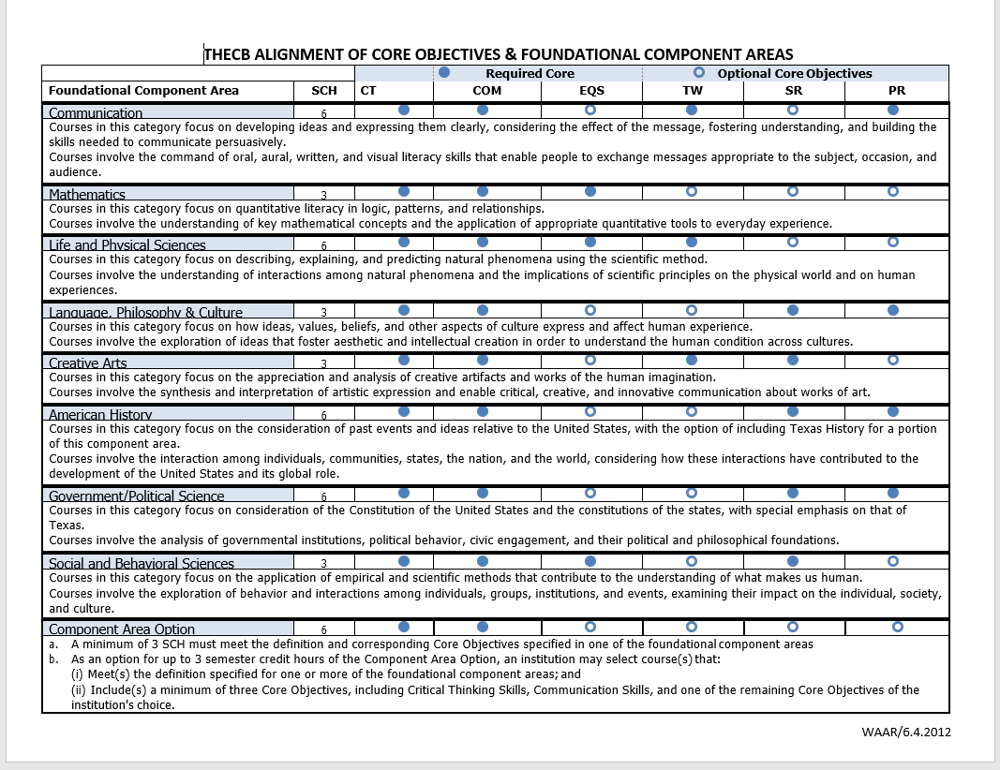 THECB ALIGNMENT OF CORE OBJECTIVES & FOUNDATIONAL COMPONENT AREAS
Required Core Optional Core Objectives
Foundational Component Area SCH CT COM EQS TW SR PR
Communication 6
Courses in this category focus on developing ideas and expressing them clearly, considering the effect of the message, fostering understanding, and building the
skills needed to communicate persuasively.
Courses involve the command of oral, aural, written, and visual literacy skills that enable people to exchange messages appropriate to the subject, occasion, and
audience.
Mathematics 3
Courses in this category focus on quantitative literacy in logic, patterns, and relationships.
Courses involve the understanding of key mathematical concepts and the application of appropriate quantitative tools to everyday experience.
Life and Physical Sciences 6
Courses in this category focus on describing, explaining, and predicting natural phenomena using the scientific method.
Courses involve the understanding of interactions among natural phenomena and the implications of scientific principles on the physical world and on human
experiences.
Language, Philosophy & Culture 3
Courses in this category focus on how ideas, values, beliefs, and other aspects of culture express and affect human experience.
Courses involve the exploration of ideas that foster aesthetic and intellectual creation in order to understand the human condition across cultures.
Creative Arts 3
Courses in this category focus on the appreciation and analysis of creative artifacts and works of the human imagination.
Courses involve the synthesis and interpretation of artistic expression and enable critical, creative, and innovative communication about works of art.
American History 6
Courses in this category focus on the consideration of past events and ideas relative to the United States, with the option of including Texas History for a portion
of this component area.
Courses involve the interaction among individuals, communities, states, the nation, and the world, considering how these interactions have contributed to the
development of the United States and its global role.
Government/Political Science 6
Courses in this category focus on consideration of the Constitution of the United States and the constitutions of the states, with special emphasis on that of
Texas.
Courses involve the analysis of governmental institutions, political behavior, civic engagement, and their political and philosophical foundations.
Social and Behavioral Sciences 3
Courses in this category focus on the application of empirical and scientific methods that contribute to the understanding of what makes us human.
Courses involve the exploration of behavior and interactions among individuals, groups, institutions, and events, examining their impact on the individual, society,
and culture.
Component Area Option 6
a. A minimum of 3 SCH must meet the definition and corresponding Core Objectives specified in one of the foundational component areas
b. As an option for up to 3 semester credit hours of the Component Area Option, an institution may select course(s) that:
(i) Meet(s) the definition specified for one or more of the foundational component areas; and
(ii) Include(s) a minimum of three Core Objectives, including Critical Thinking Skills, Communication Skills, and one of the remaining Core Objectives of the
institution's choice.
WAAR/6.4.2012